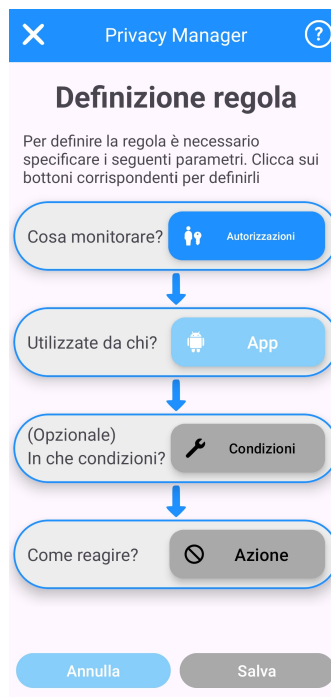 Privacy Manager
?
Definizione regola
Per definire la regola è necessario
specificare i seguenti parametri. Clicca sui
bottoni corrispondenti per definirli
Cosa monitorare?
Autorizzazioni
Utilizzate da chi?
App
(Opzionale)
In che condizioni?
Condizioni
Come reagire?
Azione
Annulla
Salva